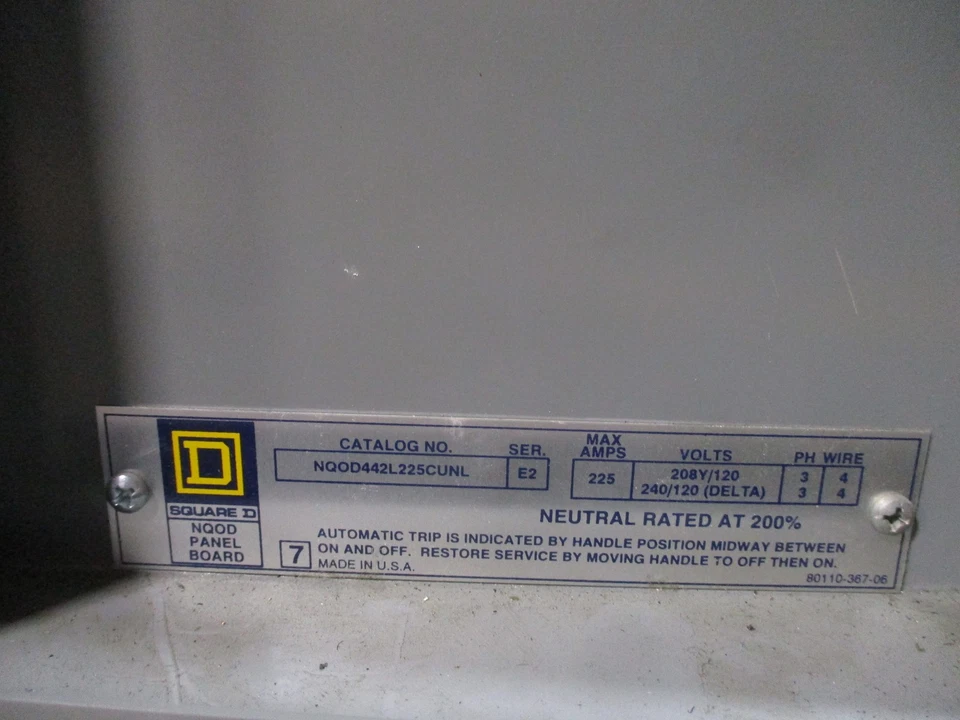 D
SQUARE D
NQOD
PANEL
BOARD
CATALOG NO. SER.
NQOD442L225CUNL E2
MAX
AMPS VOLTS PH WIRE
225 208Y/120 3 4
240/120 (DELTA) 3 4
NEUTRAL RATED AT 200%
7
AUTOMATIC TRIP IS INDICATED BY HANDLE POSITION MIDWAY BETWEEN
ON AND OFF. RESTORE SERVICE BY MOVING HANDLE TO OFF THEN ON.
MADE IN U.S.A.
80110-367-06